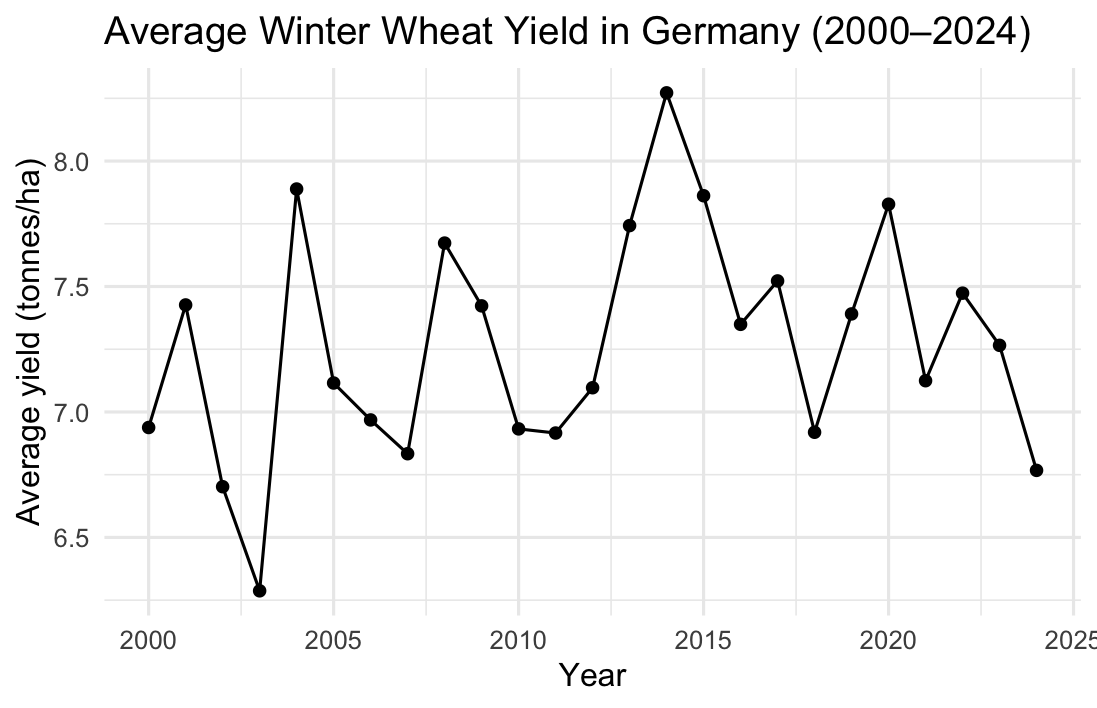 Average Winter Wheat Yield in Germany (2000–2024)
Average yield (tonnes/ha)
8.0
7.5
7.0
6.5
2000 2005 2010 2015 2020 2025
Year